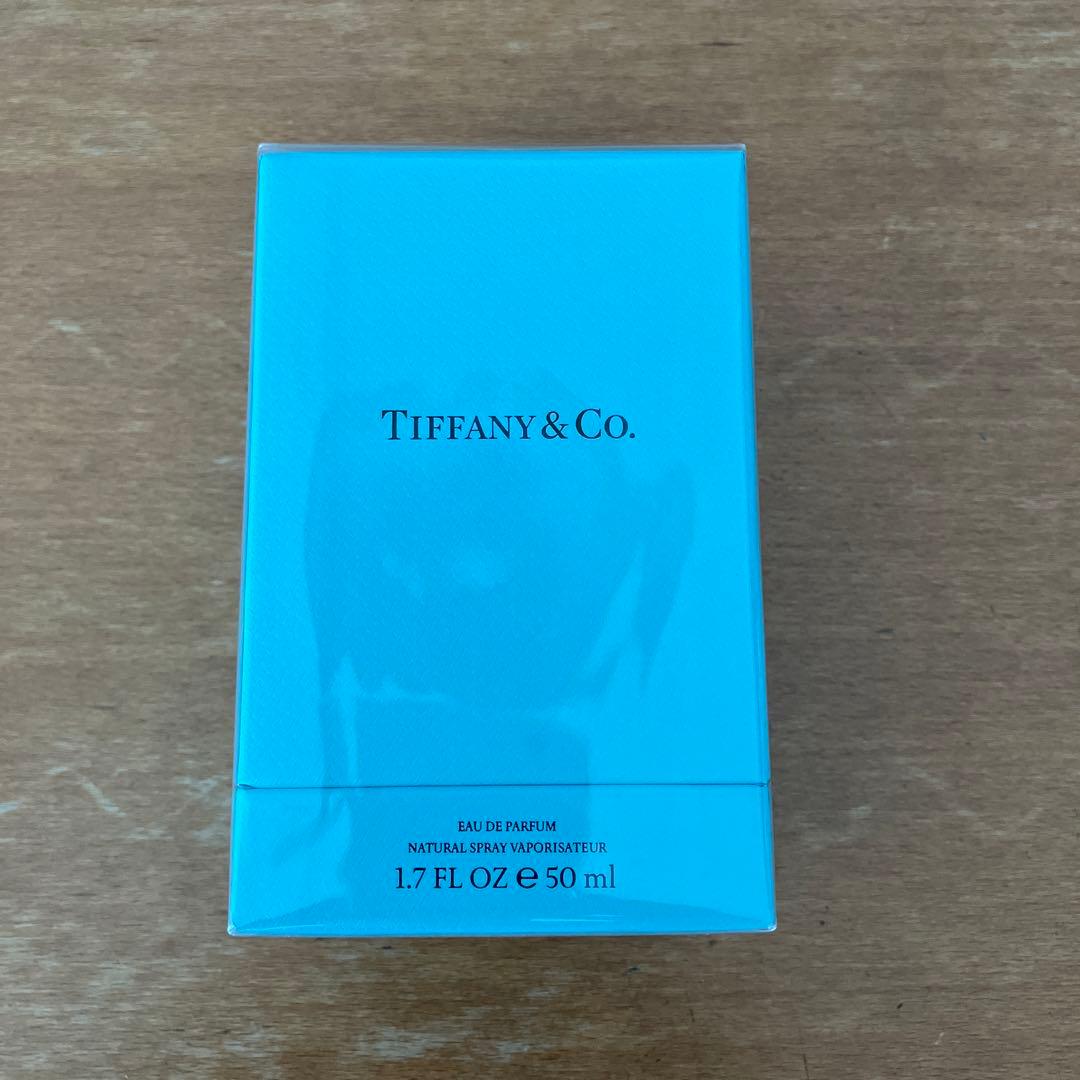 TIFFANY & CO.
EAU DE PARFUM
NATURAL SPRAY VAPORISATEUR
1.7 FL OZ e 50 ml